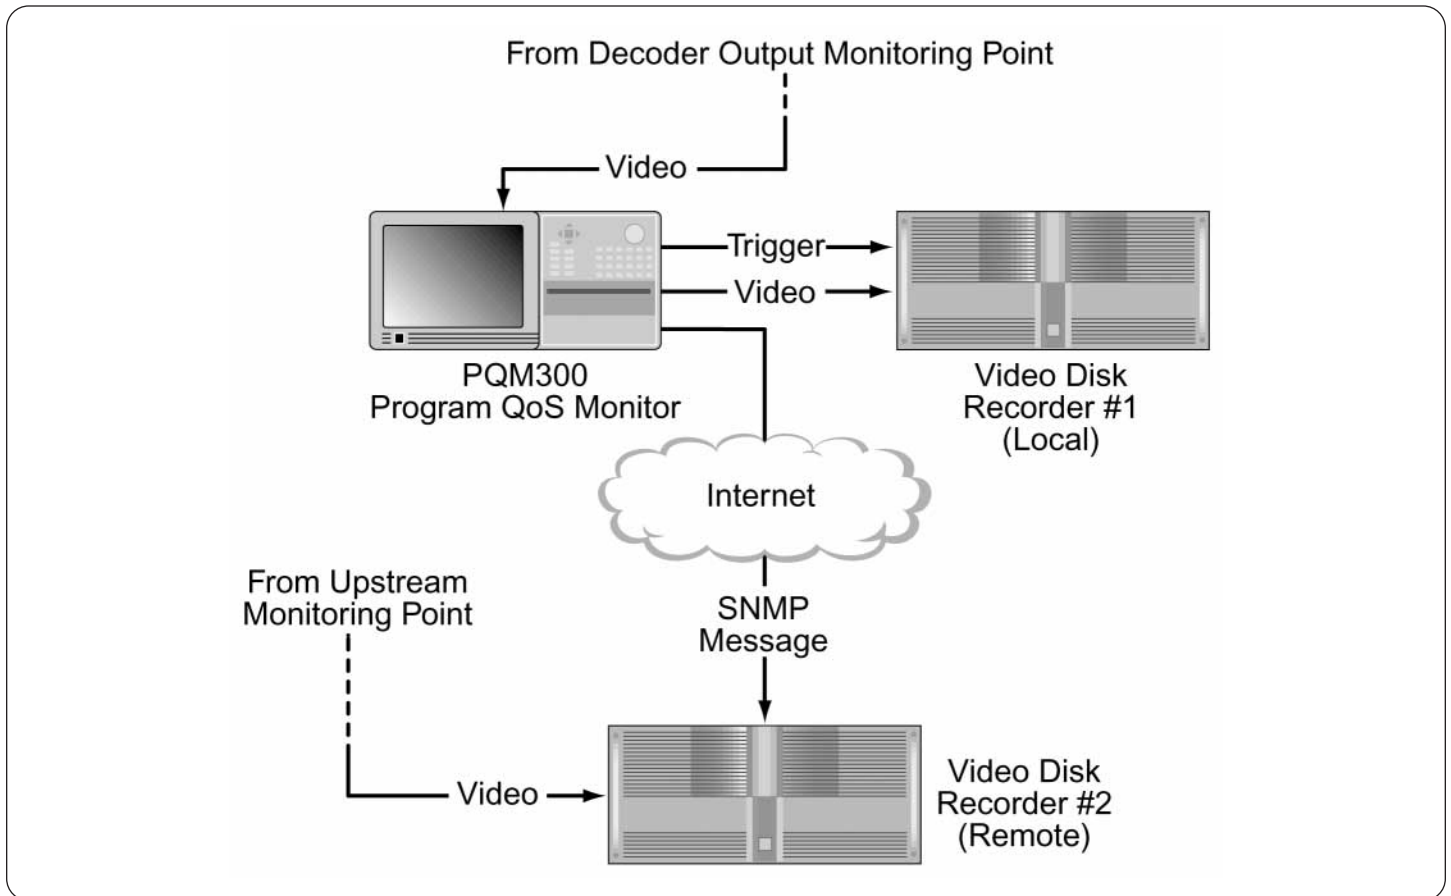 From Decoder Output Monitoring Point
Video
Trigger
Video
PQM300
Program QoS Monitor
Video Disk
Recorder #1
(Local)
Internet
From Upstream
Monitoring Point
SNMP
Message
Video
Video Disk
Recorder #2
(Remote)